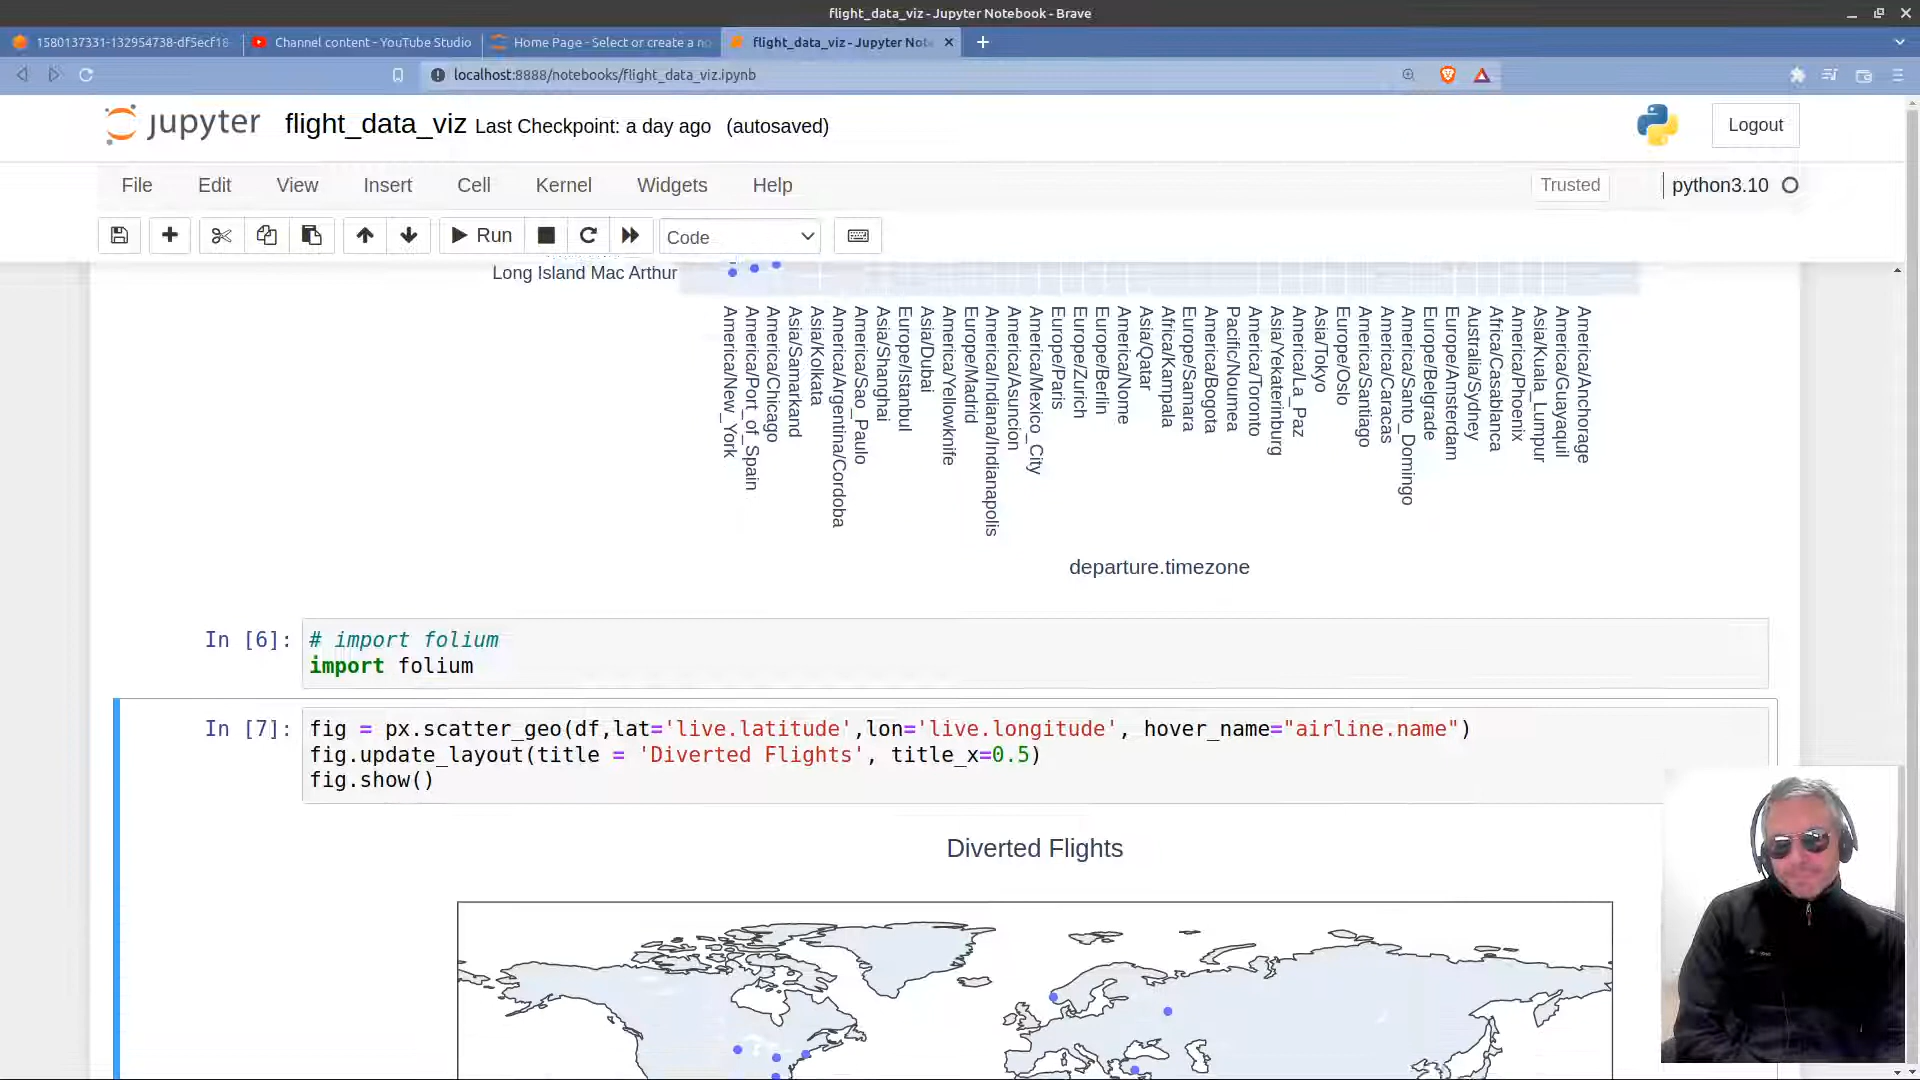 flight_data_viz - Jupyter Notebook - Brave
1580137331-132954738-df5ecf18
Channel content - YouTube Studio
Home Page - Select or create a no
flight_data_viz - Jupyter Not
localhost:8888/notebooks/flight_data_viz.ipynb
jupyter
flight_data_viz Last Checkpoint: a day ago (autosaved)
Logout
File Edit View Insert Cell Kernel Widgets Help
Trusted
python3.10
Run
Code
Long Island Mac Arthur
America/New_York
America/Port_of_Spain
America/Chicago
Asia/Samarkand
Asia/Kolkata
America/Argentina/Cordoba
America/Sao_Paulo
Asia/Shanghai
Europe/Istanbul
Asia/Dubai
America/Yellowknife
Europe/Madrid
America/Indiana/Indianapolis
America/Asuncion
America/Mexico_City
Europe/Paris
Europe/Zurich
Europe/Berlin
America/Nome
Asia/Qatar
Africa/Kampala
Europe/Samara
America/Bogota
Pacific/Noumea
America/Toronto
Asia/Yekaterinburg
America/La_Paz
Asia/Tokyo
Europe/Oslo
America/Santiago
America/Caracas
America/Santo_Domingo
Europe/Belgrade
Europe/Amsterdam
Australia/Sydney
Africa/Casablanca
America/Phoenix
Asia/Kuala_Lumpur
America/Guayaquil
America/Anchorage
departure.timezone
In [6]:
# import folium
import folium
In [7]:
fig = px.scatter_geo(df,lat='live.latitude',lon='live.longitude', hover_name="airline.name")
fig.update_layout(title = 'Diverted Flights', title_x=0.5)
fig.show()
Diverted Flights